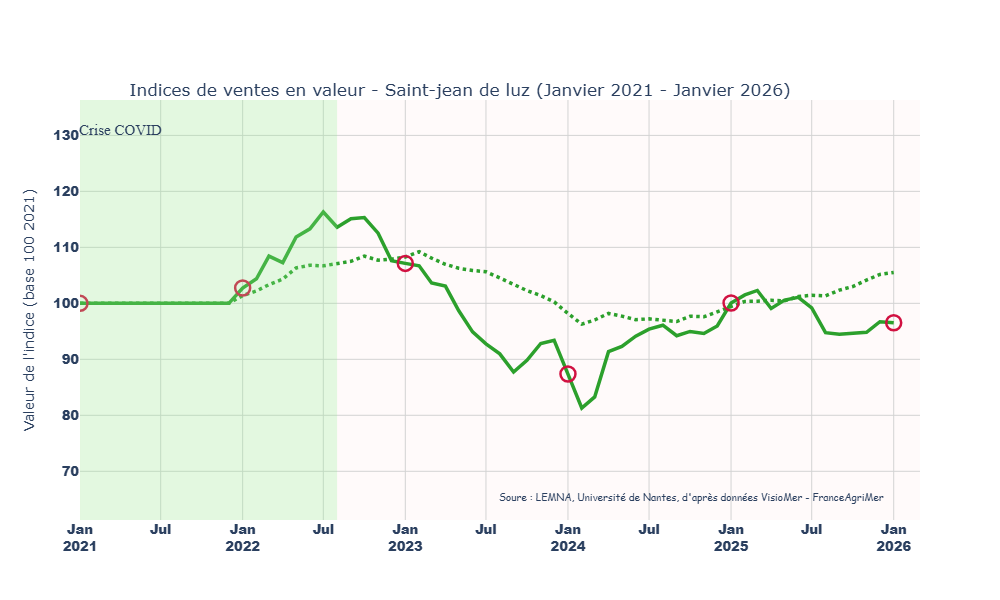 Indices de ventes en valeur - Saint-jean de luz (Janvier 2021 - Janvier 2026)
Crise COVID
Valeur de l'indice (base 100 2021)
130
120
110
100
90
80
70
Soure : LEMNA, Université de Nantes, d'après données VisioMer - FranceAgriMer
Jan Jul Jan Jul Jan Jul Jan Jul Jan Jul Jan
2021 2022 2023 2024 2025 2026